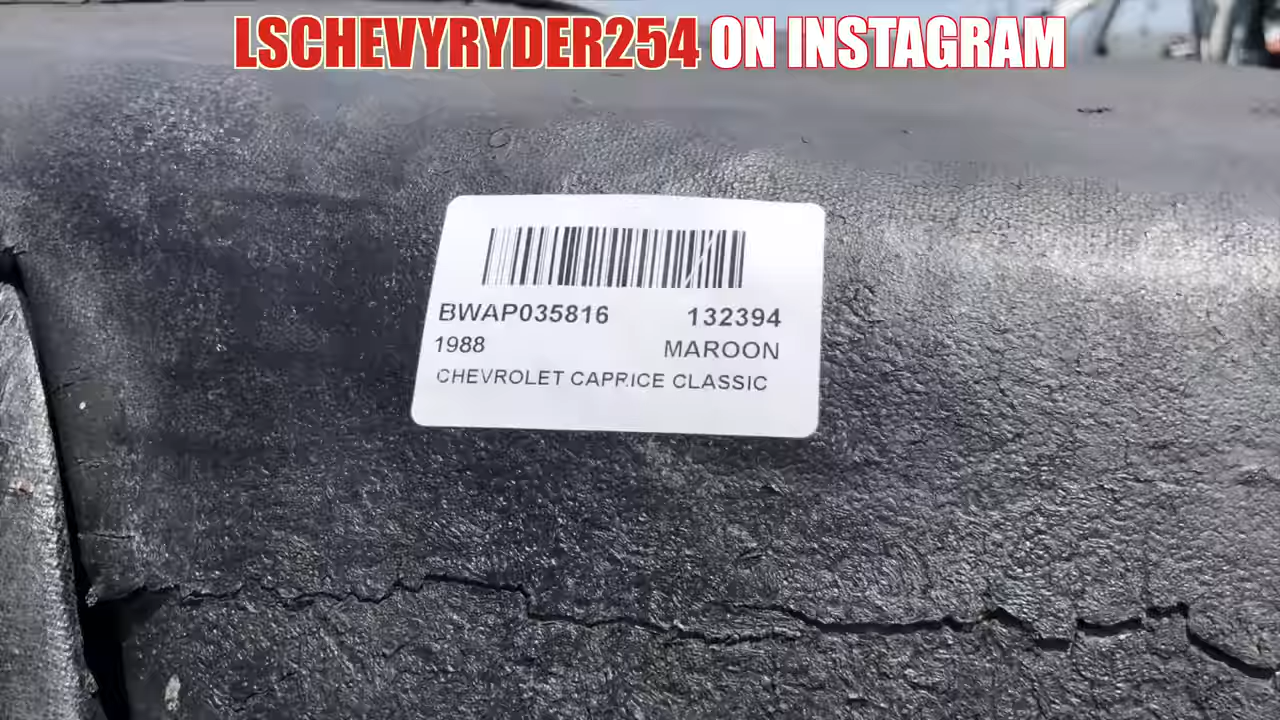 LSCHEVYRYDER254 ON INSTAGRAM
BWAP035816 132394
1988 MAROON
CHEVROLET CAPRICE CLASSIC